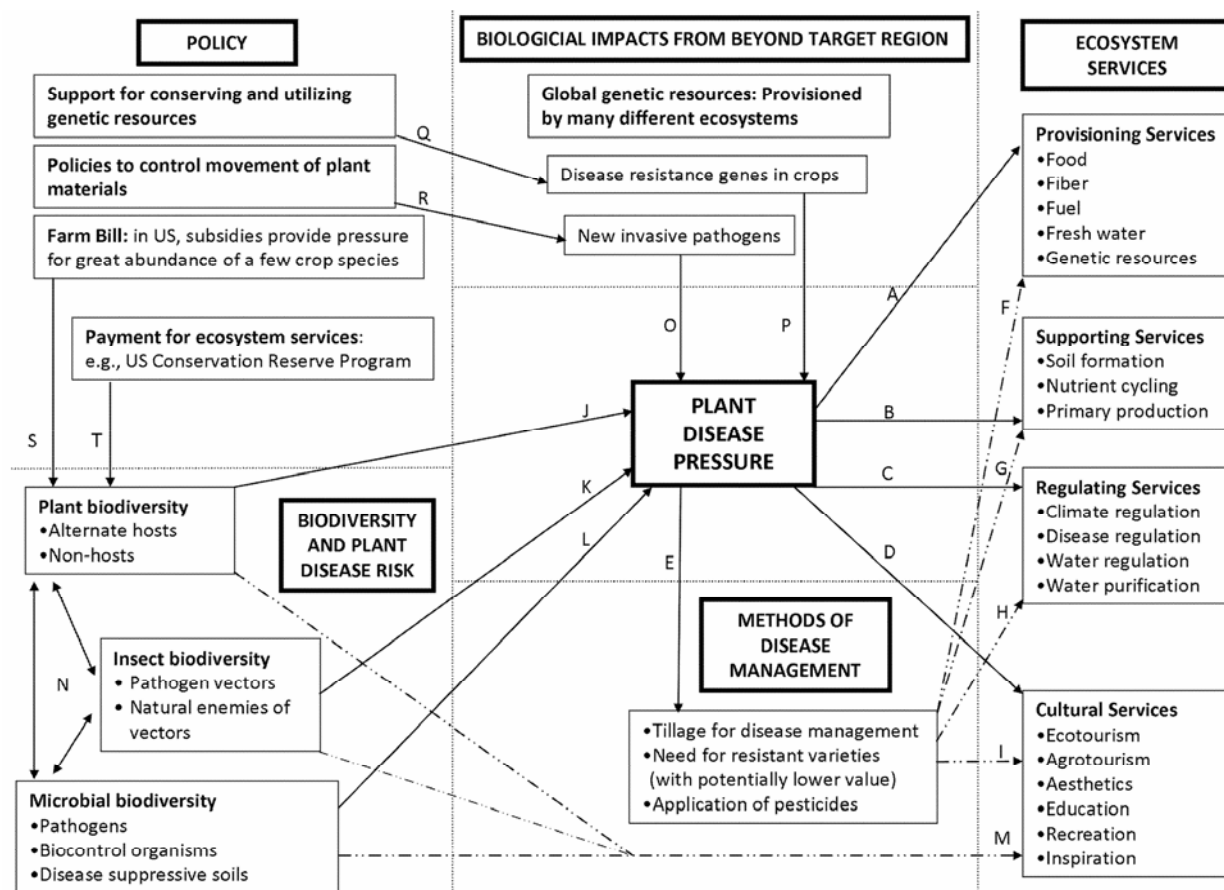 POLICY
Support for conserving and utilizing
genetic resources
Policies to control movement of plant
materials
Farm Bill: in US, subsidies provide pressure
for great abundance of a few crop species
Payment for ecosystem services:
e.g., US Conservation Reserve Program
Q
R
S
T
BIOLOGICIAL IMPACTS FROM BEYOND TARGET REGION
Global genetic resources: Provisioned
by many different ecosystems
Disease resistance genes in crops
New invasive pathogens
O
P
ECOSYSTEM
SERVICES
Provisioning Services
•Food
•Fiber
•Fuel
•Fresh water
•Genetic resources
Supporting Services
•Soil formation
•Nutrient cycling
•Primary production
Regulating Services
•Climate regulation
•Disease regulation
•Water regulation
•Water purification
Cultural Services
•Ecotourism
•Agrotourism
•Aesthetics
•Education
•Recreation
•Inspiration
PLANT
DISEASE
PRESSURE
A
B
C
D
E
F
G
H
I
J
K
L
M
N
BIODIVERSITY
AND PLANT
DISEASE RISK
Plant biodiversity
•Alternate hosts
•Non-hosts
Insect biodiversity
• Pathogen vectors
• Natural enemies of
vectors
Microbial biodiversity
•Pathogens
•Biocontrol organisms
•Disease suppressive soils
METHODS OF
DISEASE
MANAGEMENT
•Tillage for disease management
•Need for resistant varieties
(with potentially lower value)
•Application of pesticides